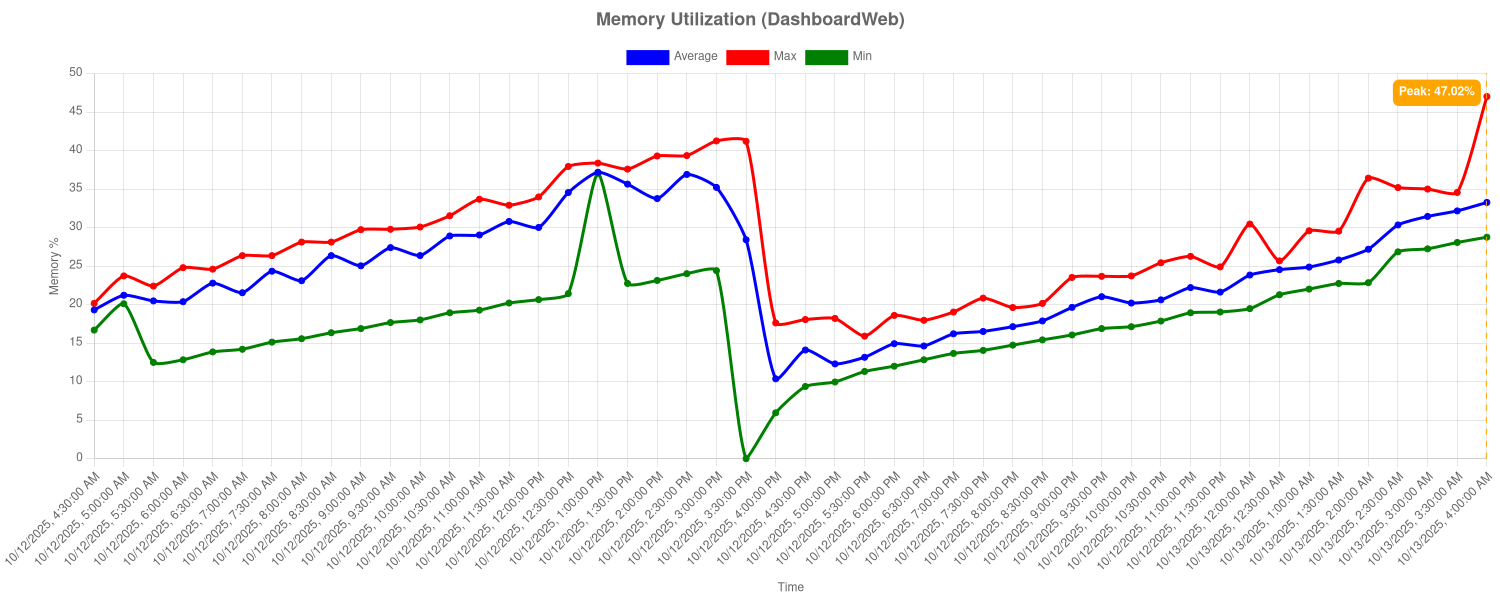 Memory Utilization (DashboardWeb)
Average Max Min
50
Peak: 47.02%
45
40
35
30
25
20
15
10
5
0
Memory %
10/12/2025, 4:30:00 AM
10/12/2025, 5:00:00 AM
10/12/2025, 5:30:00 AM
10/12/2025, 6:00:00 AM
10/12/2025, 6:30:00 AM
10/12/2025, 7:00:00 AM
10/12/2025, 7:30:00 AM
10/12/2025, 8:00:00 AM
10/12/2025, 8:30:00 AM
10/12/2025, 9:00:00 AM
10/12/2025, 9:30:00 AM
10/12/2025, 10:00:00 AM
10/12/2025, 10:30:00 AM
10/12/2025, 11:00:00 AM
10/12/2025, 11:30:00 AM
10/12/2025, 12:00:00 PM
10/12/2025, 12:30:00 PM
10/12/2025, 1:00:00 PM
10/12/2025, 1:30:00 PM
10/12/2025, 2:00:00 PM
10/12/2025, 2:30:00 PM
10/12/2025, 3:00:00 PM
10/12/2025, 3:30:00 PM
10/12/2025, 4:00:00 PM
10/12/2025, 4:30:00 PM
10/12/2025, 5:00:00 PM
10/12/2025, 5:30:00 PM
10/12/2025, 6:00:00 PM
10/12/2025, 6:30:00 PM
10/12/2025, 7:00:00 PM
10/12/2025, 7:30:00 PM
10/12/2025, 8:00:00 PM
10/12/2025, 8:30:00 PM
10/12/2025, 9:00:00 PM
10/12/2025, 9:30:00 PM
10/12/2025, 10:00:00 PM
10/12/2025, 10:30:00 PM
10/12/2025, 11:00:00 PM
10/12/2025, 11:30:00 PM
10/13/2025, 12:00:00 AM
10/13/2025, 12:30:00 AM
10/13/2025, 1:00:00 AM
10/13/2025, 1:30:00 AM
10/13/2025, 2:00:00 AM
10/13/2025, 2:30:00 AM
10/13/2025, 3:00:00 AM
10/13/2025, 3:30:00 AM
10/13/2025, 4:00:00 AM
Time